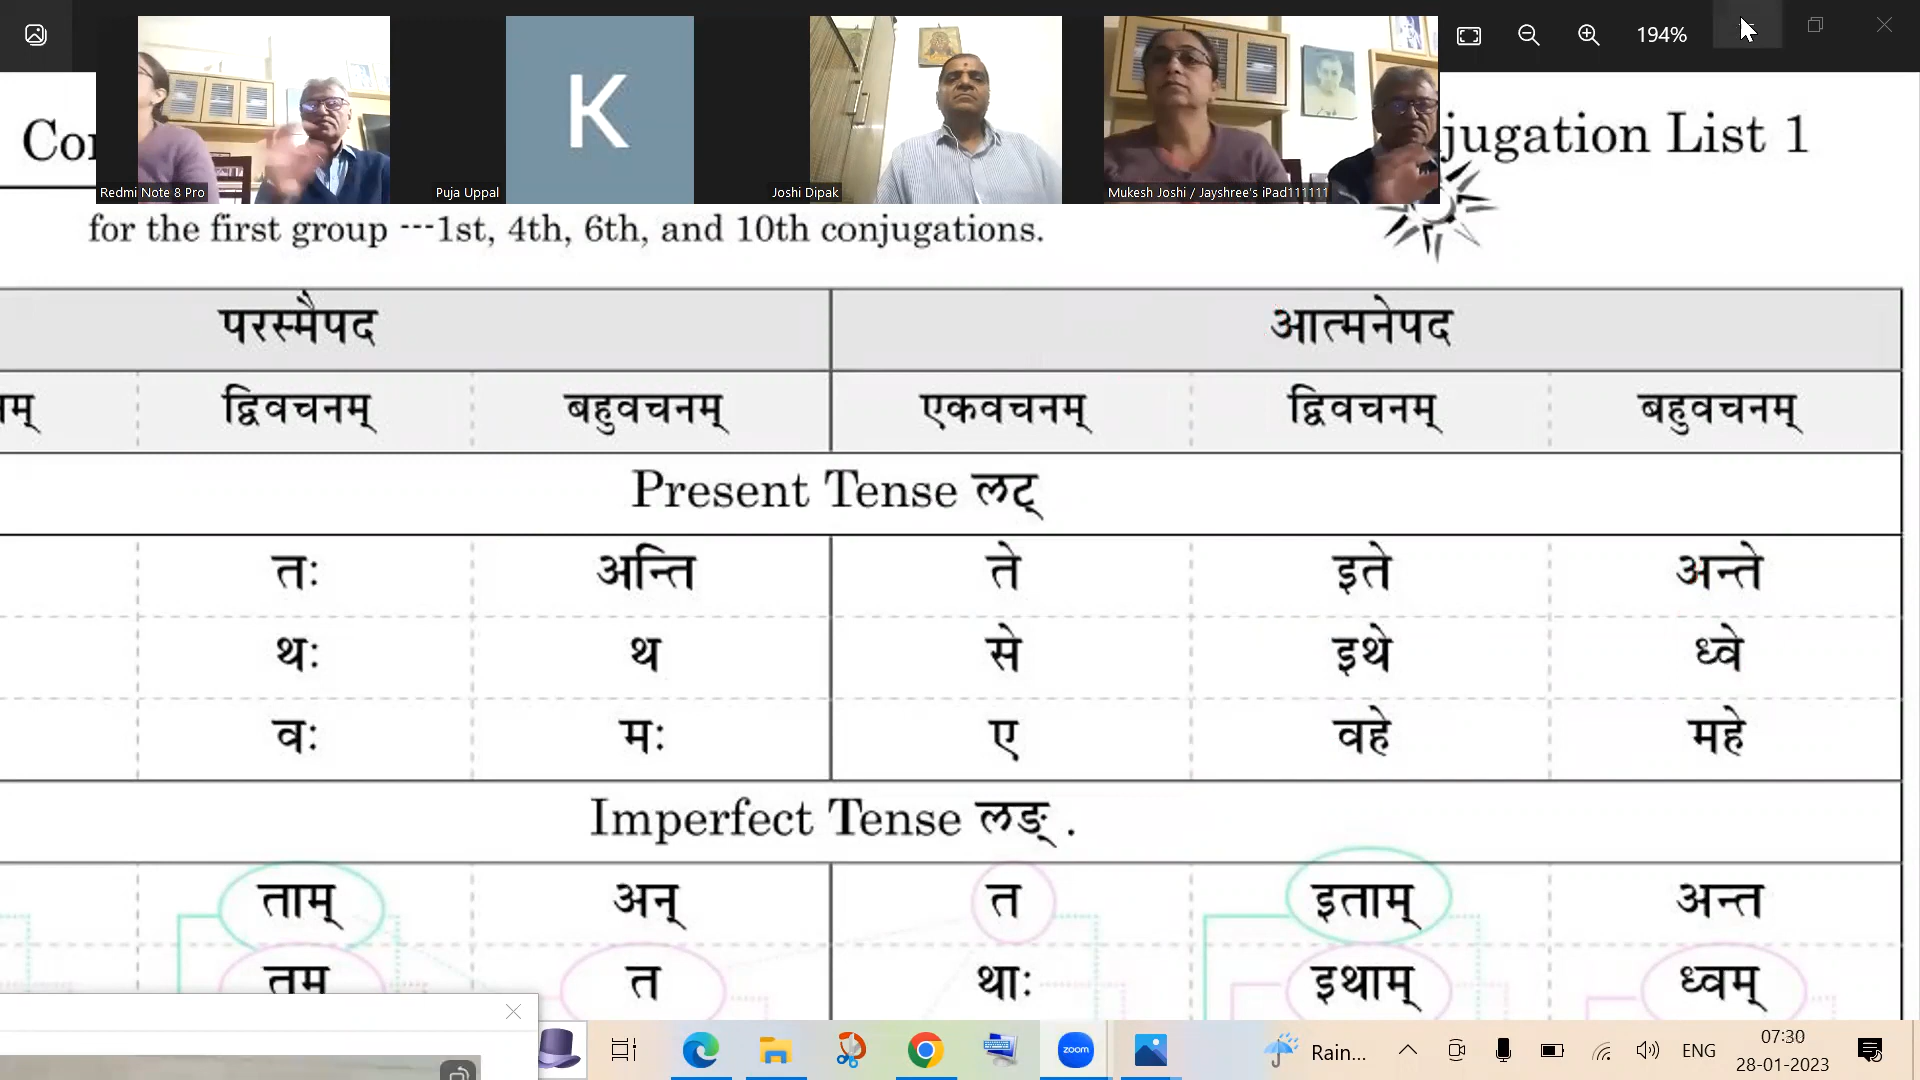 194%
K
Redmi Note 8 Pro
Puja Uppal
Joshi Dipak
Mukesh Joshi / Jayshree's iPad111111
Con
jugation List 1
for the first group ---1st, 4th, 6th, and 10th conjugations.
परस्मैपद आत्मनेपद
नम् द्विवचनम् बहुवचनम् एकवचनम् द्विवचनम् बहुवचनम्
Present Tense लट्
तः अन्ति ते इते अन्ते
थः थ से इथे ध्वे
वः मः ए वहे महे
Imperfect Tense लङ् .
ताम् अन् त इताम् अन्त
तम् त थाः इथाम् ध्वम्
zoom
Rain...
ENG
07:30
28-01-2023